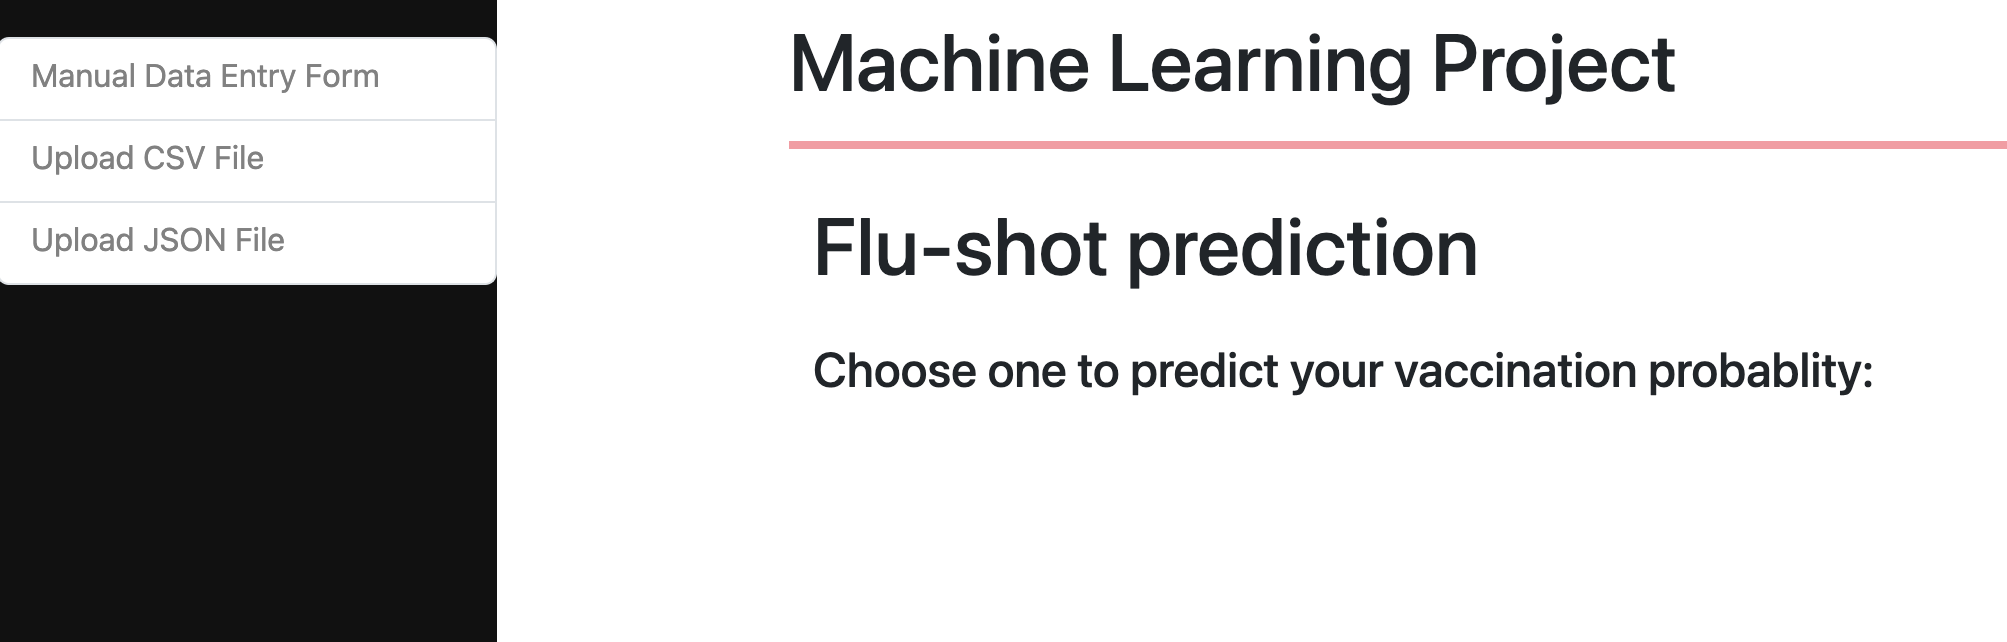 Manual Data Entry Form
Upload CSV File
Upload JSON File
Machine Learning Project
Flu-shot prediction
Choose one to predict your vaccination probablity: